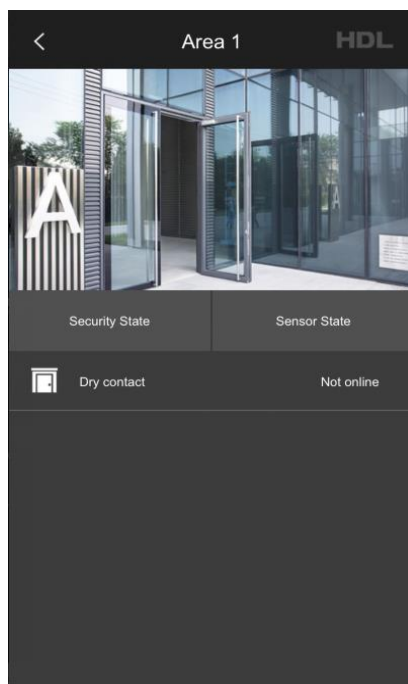 Area 1
HDL
A
Security State
Sensor State
Dry contact
Not online